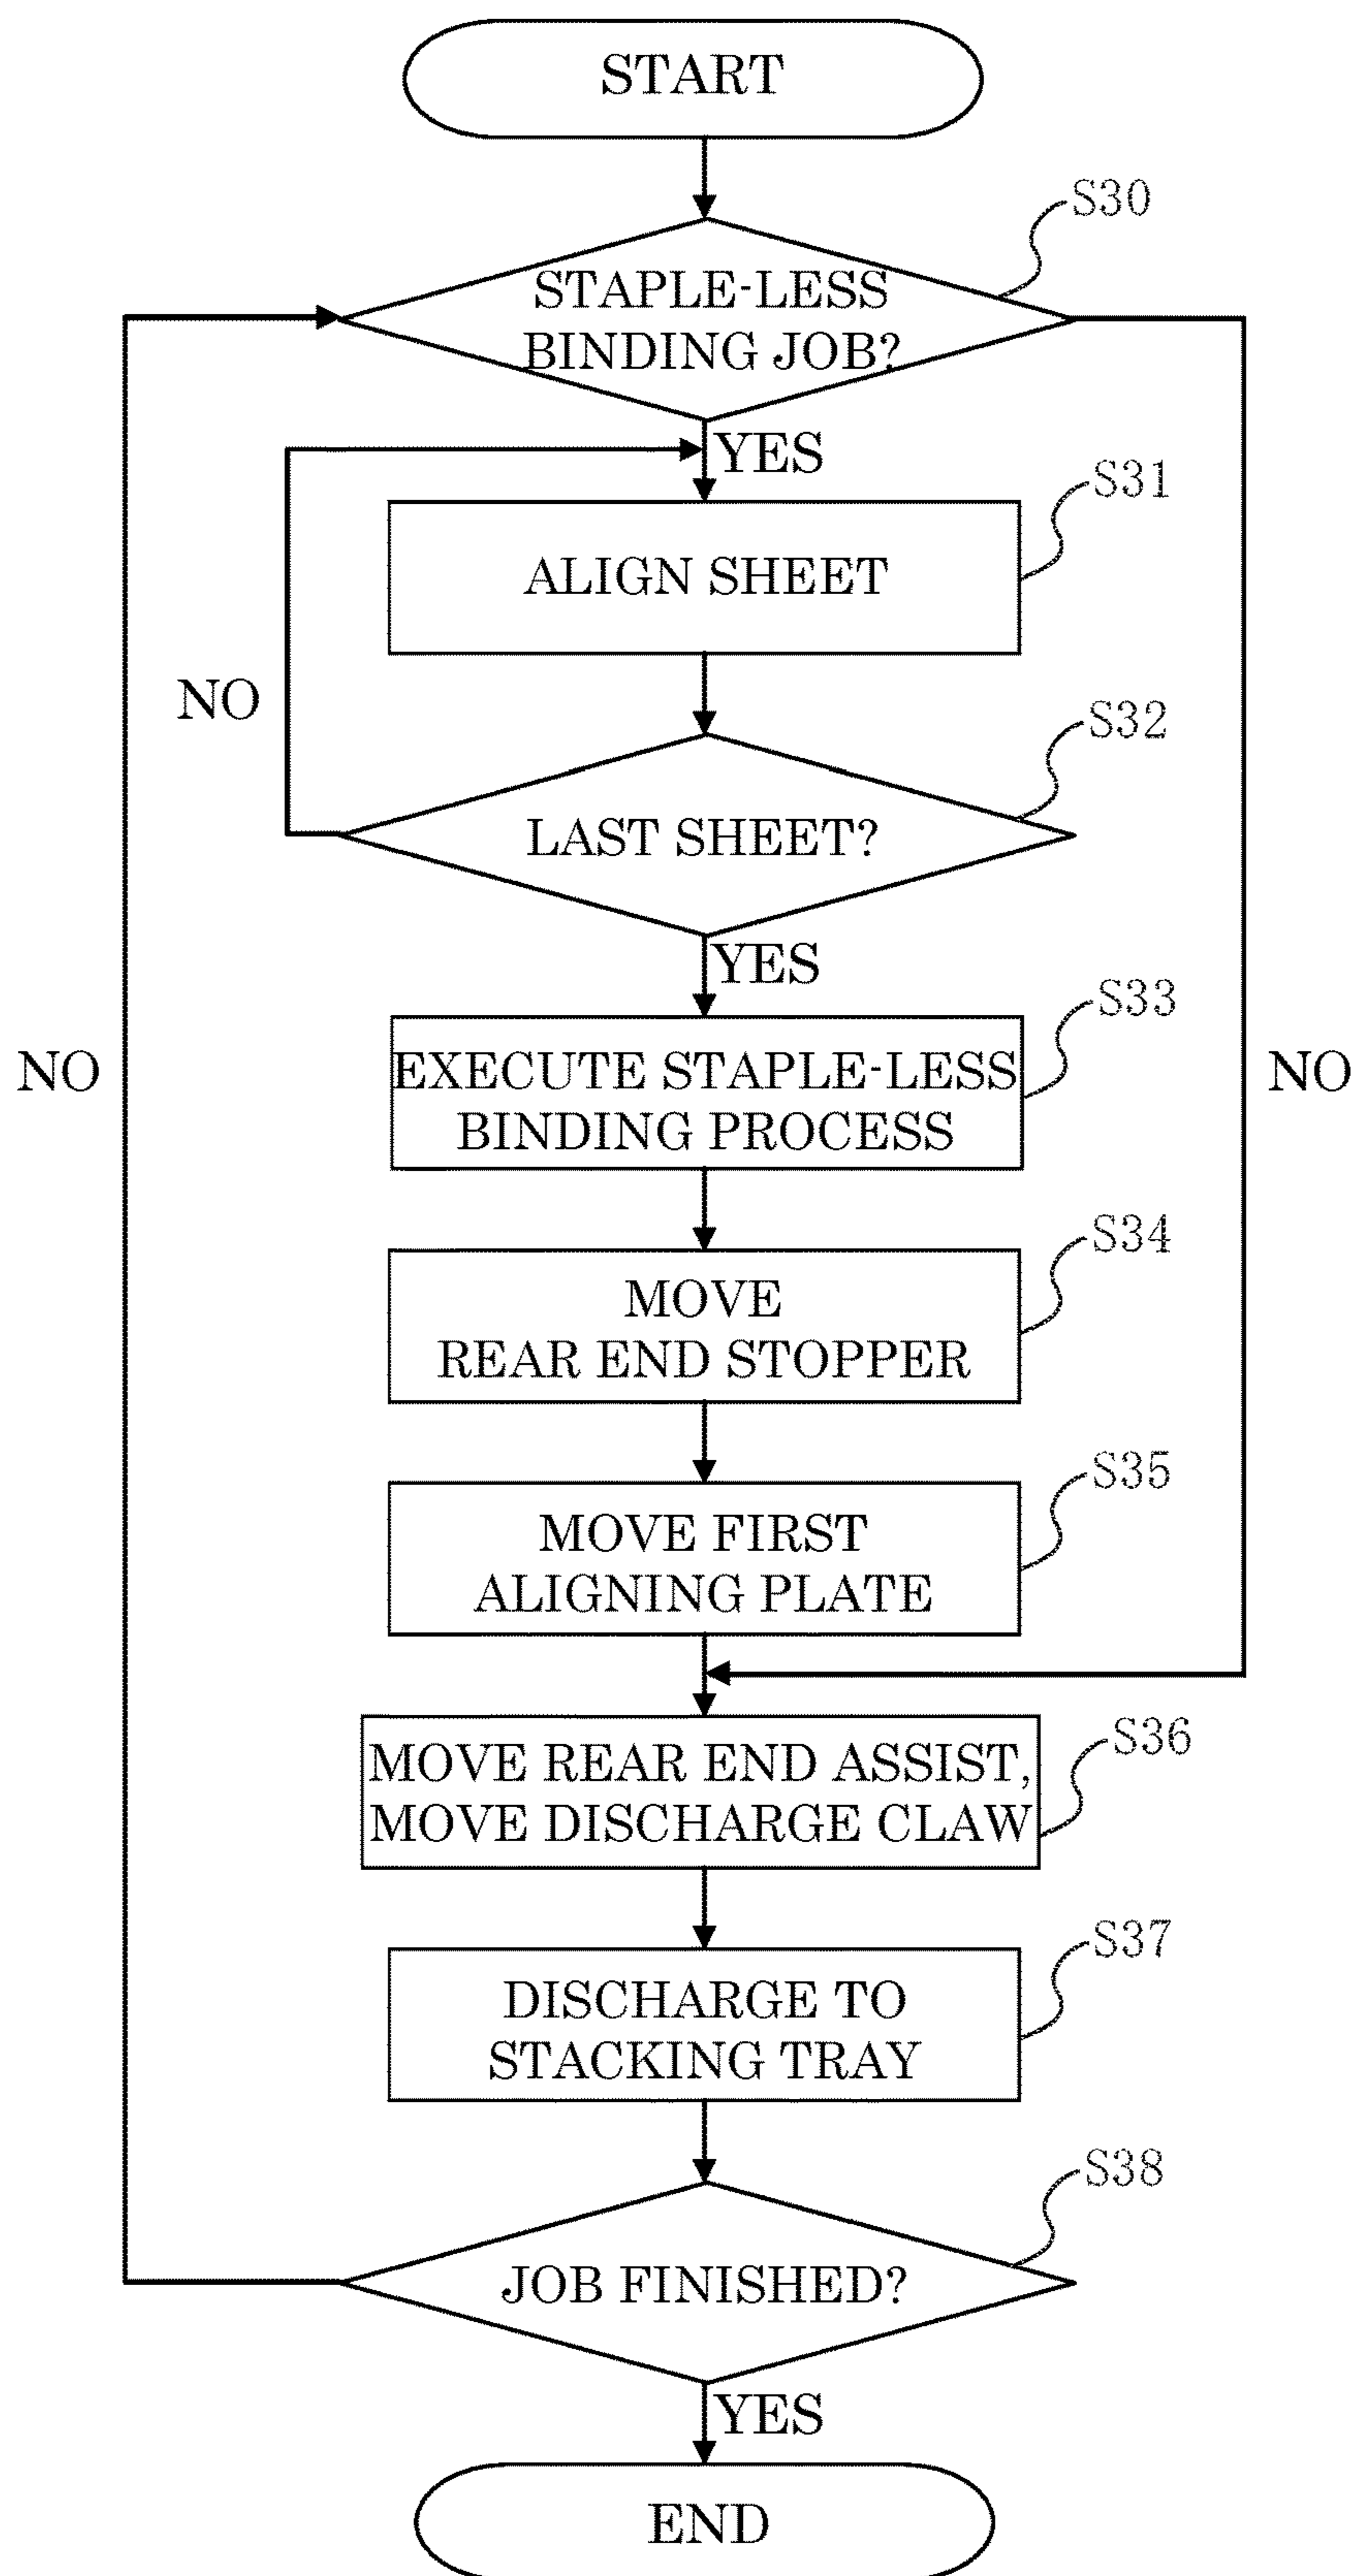 START
S30
STAPLE-LESS
BINDING JOB?
YES
S31
ALIGN SHEET
NO
S32
LAST SHEET?
YES
S33
EXECUTE STAPLE-LESS
BINDING PROCESS
NO
NO
S34
MOVE
REAR END STOPPER
S35
MOVE FIRST
ALIGNING PLATE
S36
MOVE REAR END ASSIST,
MOVE DISCHARGE CLAW
S37
DISCHARGE TO
STACKING TRAY
S38
JOB FINISHED?
YES
END